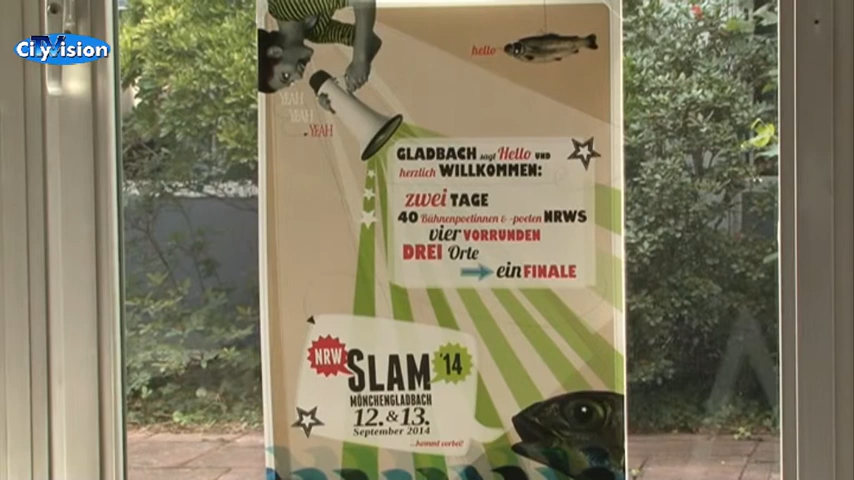 CityVision
TV
hello
YEAH
YEAH
YEAH
GLADBACH sagt Hello UND
herzlich WILLKOMMEN:
zwei TAGE
40 Bühnenpoetinnen & -poeten NRWS
vier VORRUNDEN
DREI Orte
ein FINALE
NRW
SLAM
'14
MÖNCHENGLADBACH
12. & 13.
September 2014
...kommt vorbei!